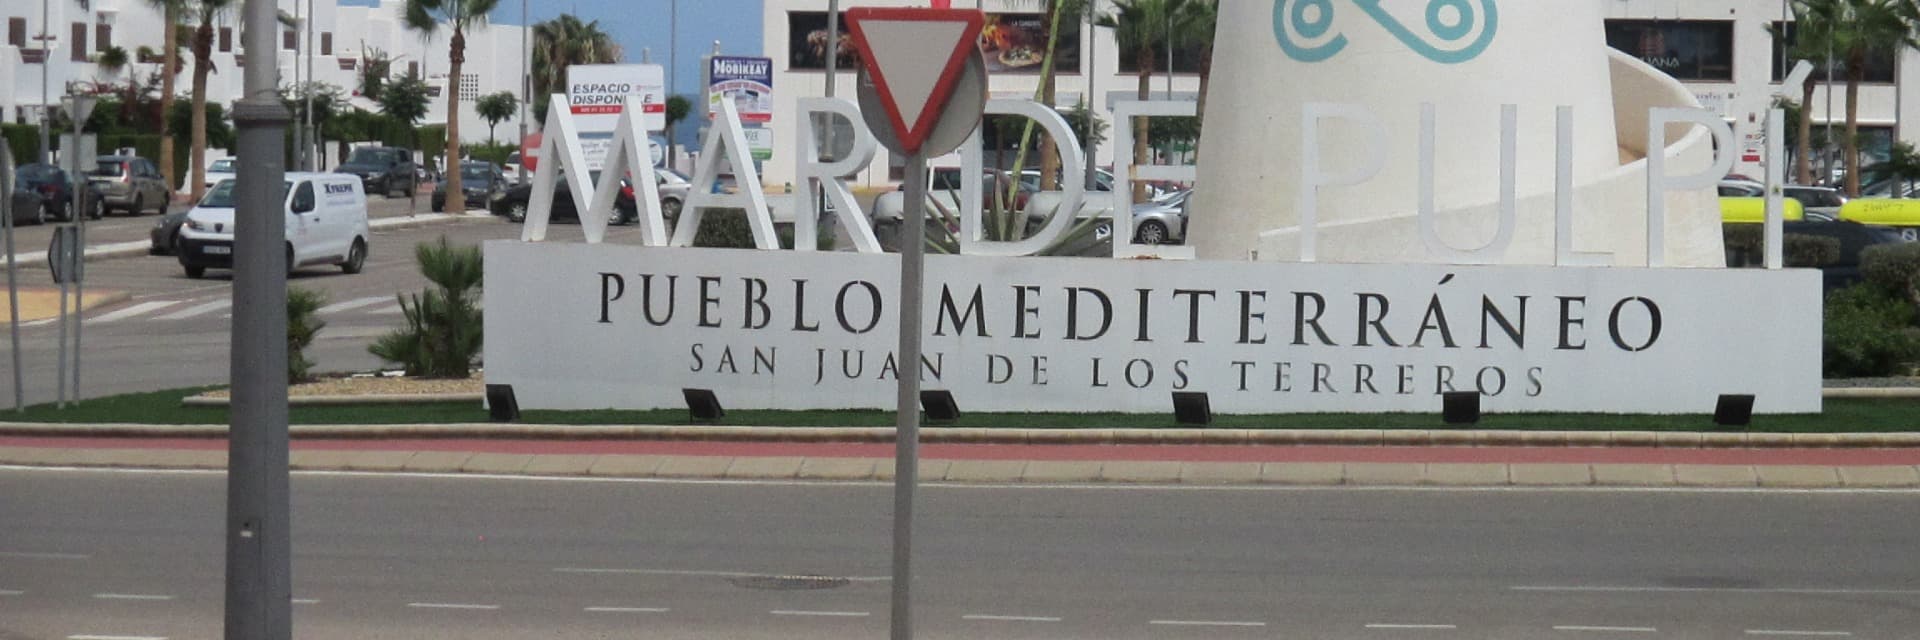 ESPACIO
DISPONIBLE
MOBIKEAY
MAR DE PULPÍ
PUEBLO MEDITERRÁNEO
SAN JUAN DE LOS TERREROS